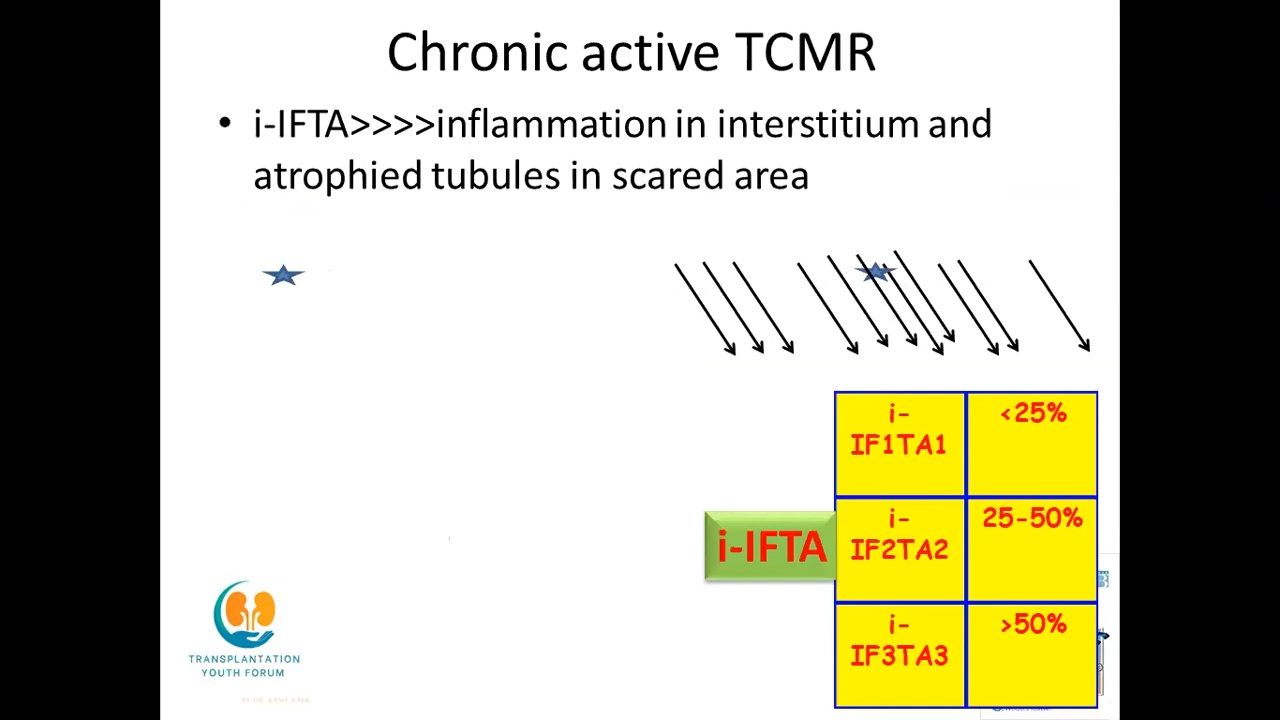 Chronic active TCMR
• i-IFTA>>>>inflammation in interstitium and
atrophied tubules in scared area
i-
IF1TA1
<25%
i-IFTA
i-
IF2TA2
25-50%
i-
IF3TA3
>50%
TRANSPLANTATION
YOUTH FORUM